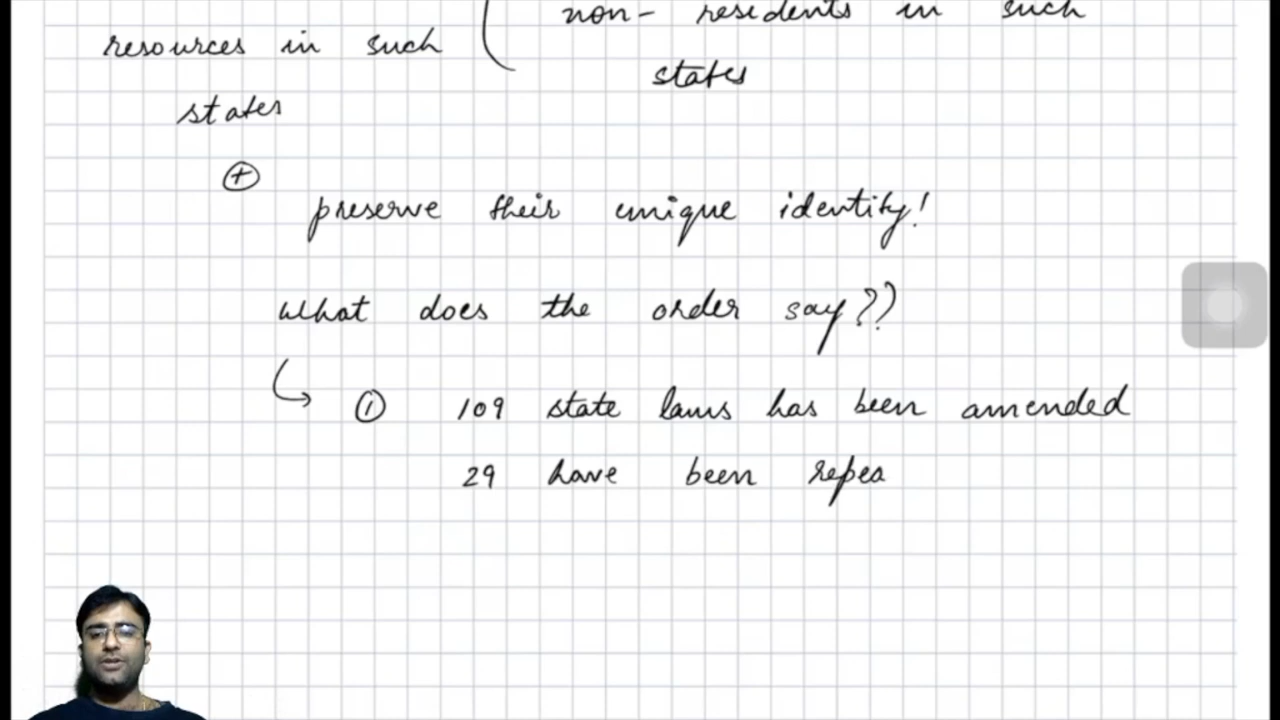 non- residents in such
resources in such
states
states
+
preserve their unique identity!
what does the order say??
① 109 state laws has been amended
29 have been repea